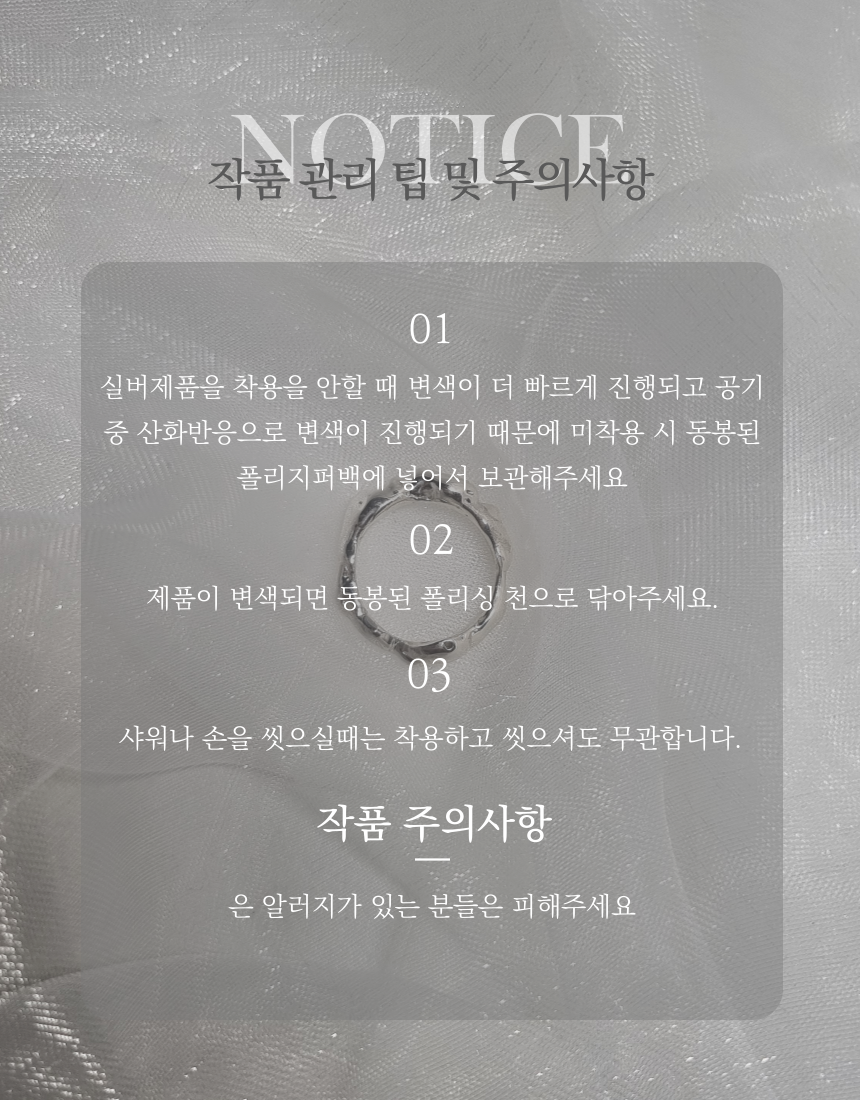 NOTICE
작품 관리 팁 및 주의사항
01
실버제품을 착용을 안할 때 변색이 더 빠르게 진행되고 공기
중 산화반응으로 변색이 진행되기 때문에 미착용 시 동봉된
폴리지퍼백에 넣어서 보관해주세요
02
제품이 변색되면 동봉된 폴리싱 천으로 닦아주세요.
03
샤워나 손을 씻으실때는 착용하고 씻으셔도 무관합니다.
작품 주의사항
은 알러지가 있는 분들은 피해주세요